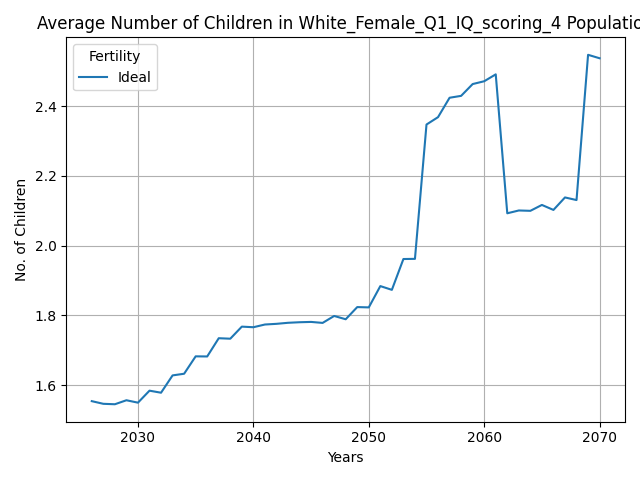 Average Number of Children in White_Female_Q1_IQ_scoring_4 Populatio
Fertility
Ideal
No. of Children
2.4
2.2
2.0
1.8
1.6
2030 2040 2050 2060 2070
Years